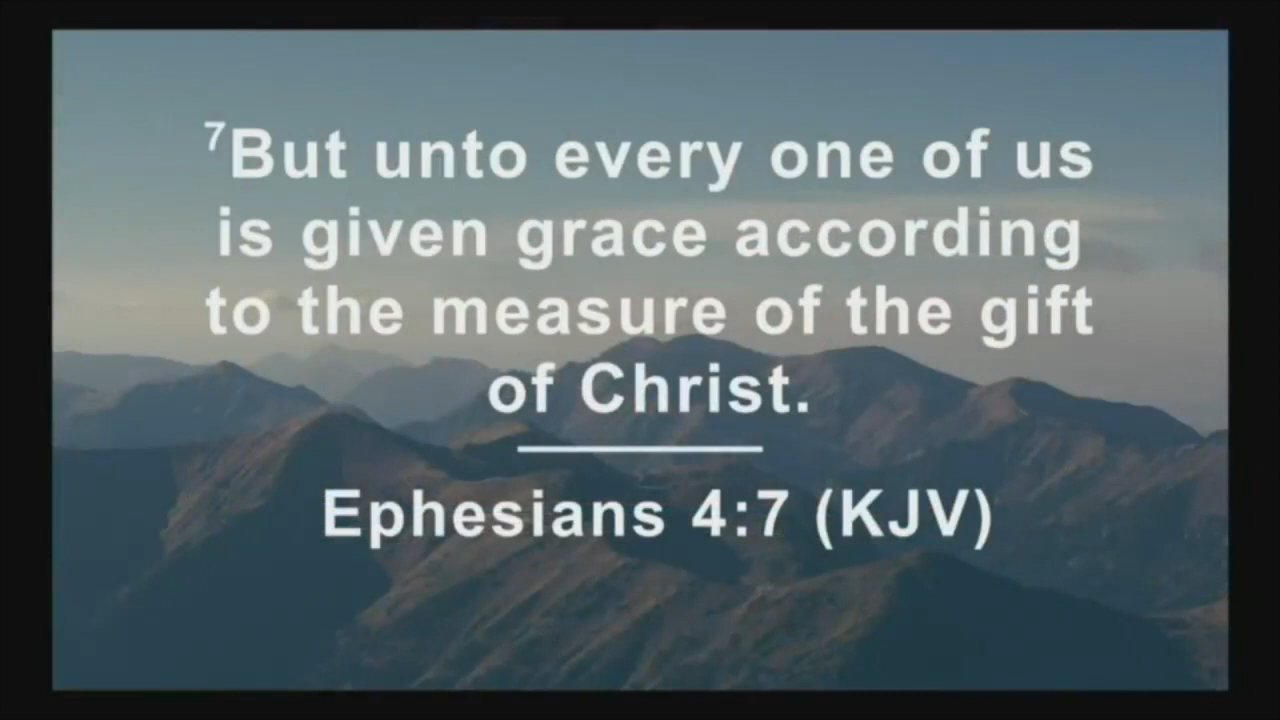 ⁷But unto every one of us
is given grace according
to the measure of the gift
of Christ.
Ephesians 4:7 (KJV)